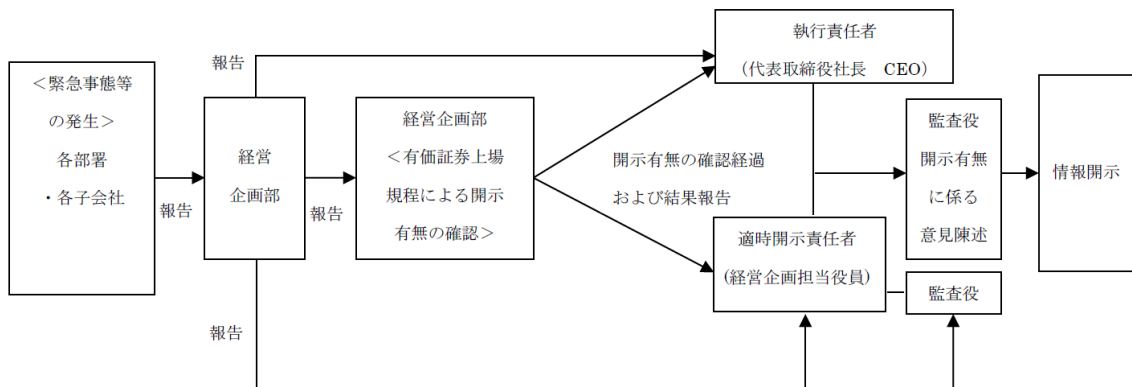 ＜緊急事態等
の発生＞
各部署
・各子会社
報告
経営
企画部
報告
報告
報告
経営企画部
＜有価証券上場
規程による開示
有無の確認＞
開示有無の確認経過
および結果報告
執行責任者
（代表取締役社長　CEO）
適時開示責任者
(経営企画担当役員)
監査役
開示有無
に係る
意見陳述
監査役
情報開示